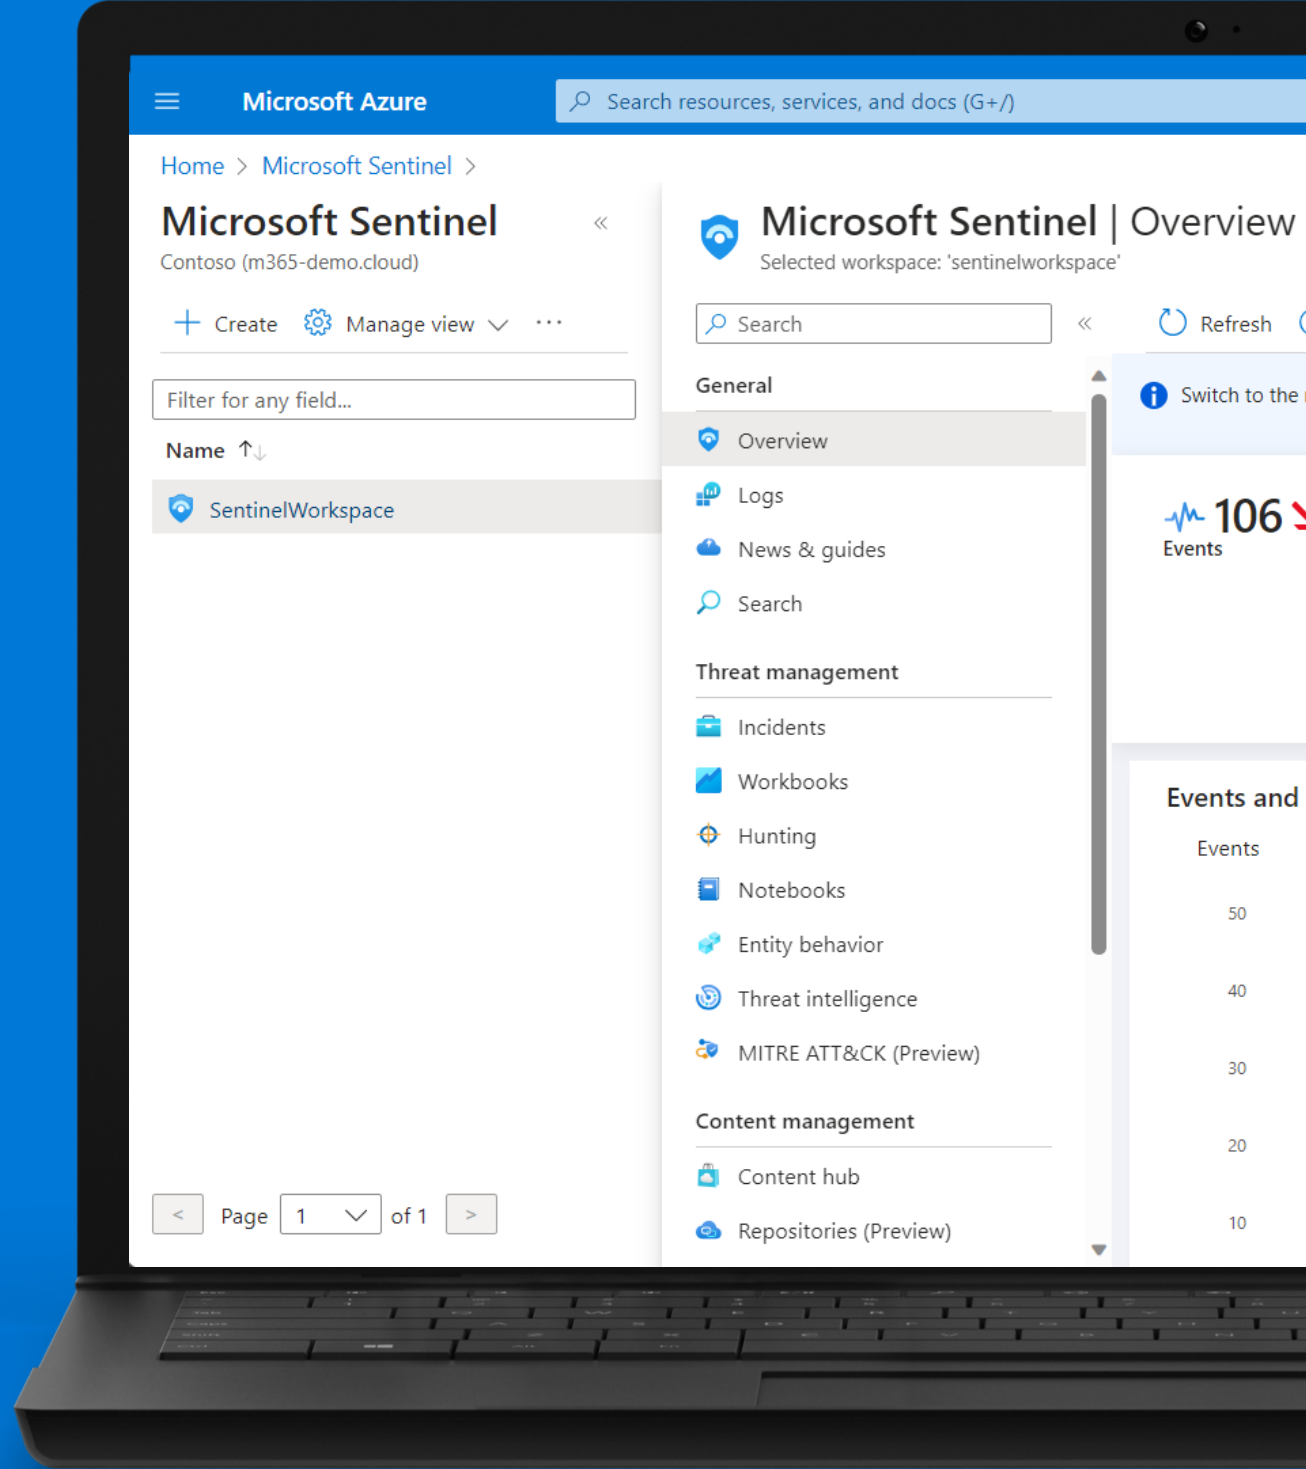 Microsoft Azure
Search resources, services, and docs (G+/)
Home > Microsoft Sentinel >
Microsoft Sentinel «
Contoso (m365-demo.cloud)
Create Manage view ···
Filter for any field...
Name ↑↓
SentinelWorkspace
< Page 1 of 1 >
Microsoft Sentinel | Overview
Selected workspace: 'sentinelworkspace'
Search «
General
Overview
Logs
News & guides
Search
Threat management
Incidents
Workbooks
Hunting
Notebooks
Entity behavior
Threat intelligence
MITRE ATT&CK (Preview)
Content management
Content hub
Repositories (Preview)
Refresh
Switch to the
106
Events
Events and
Events
50
40
30
20
10